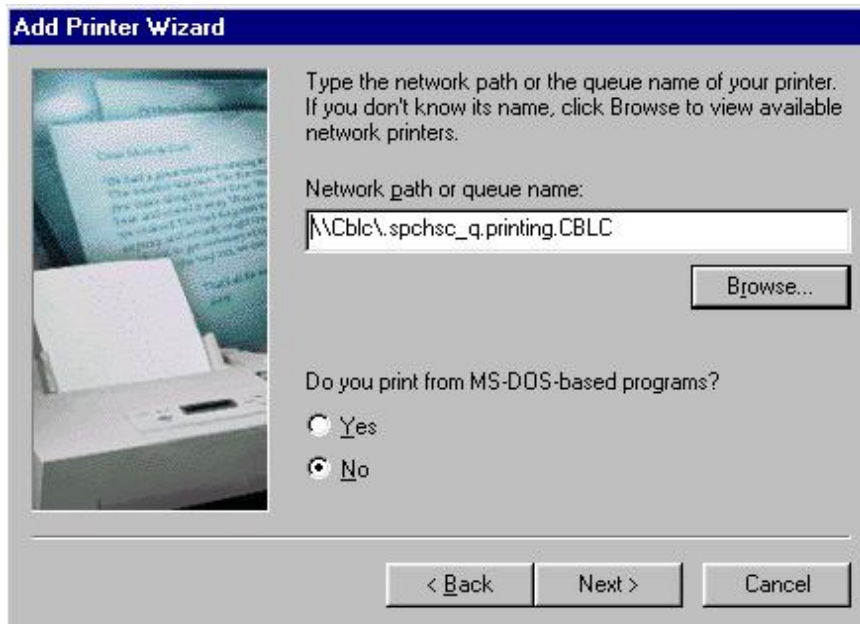 Add Printer Wizard
Type the network path or the queue name of your printer.
If you don't know its name, click Browse to view available
network printers.
Network path or queue name:
\\Cblc\.spchsc_q.printing.CBLC
Browse...
Do you print from MS-DOS-based programs?
Yes
No
< Back
Next >
Cancel